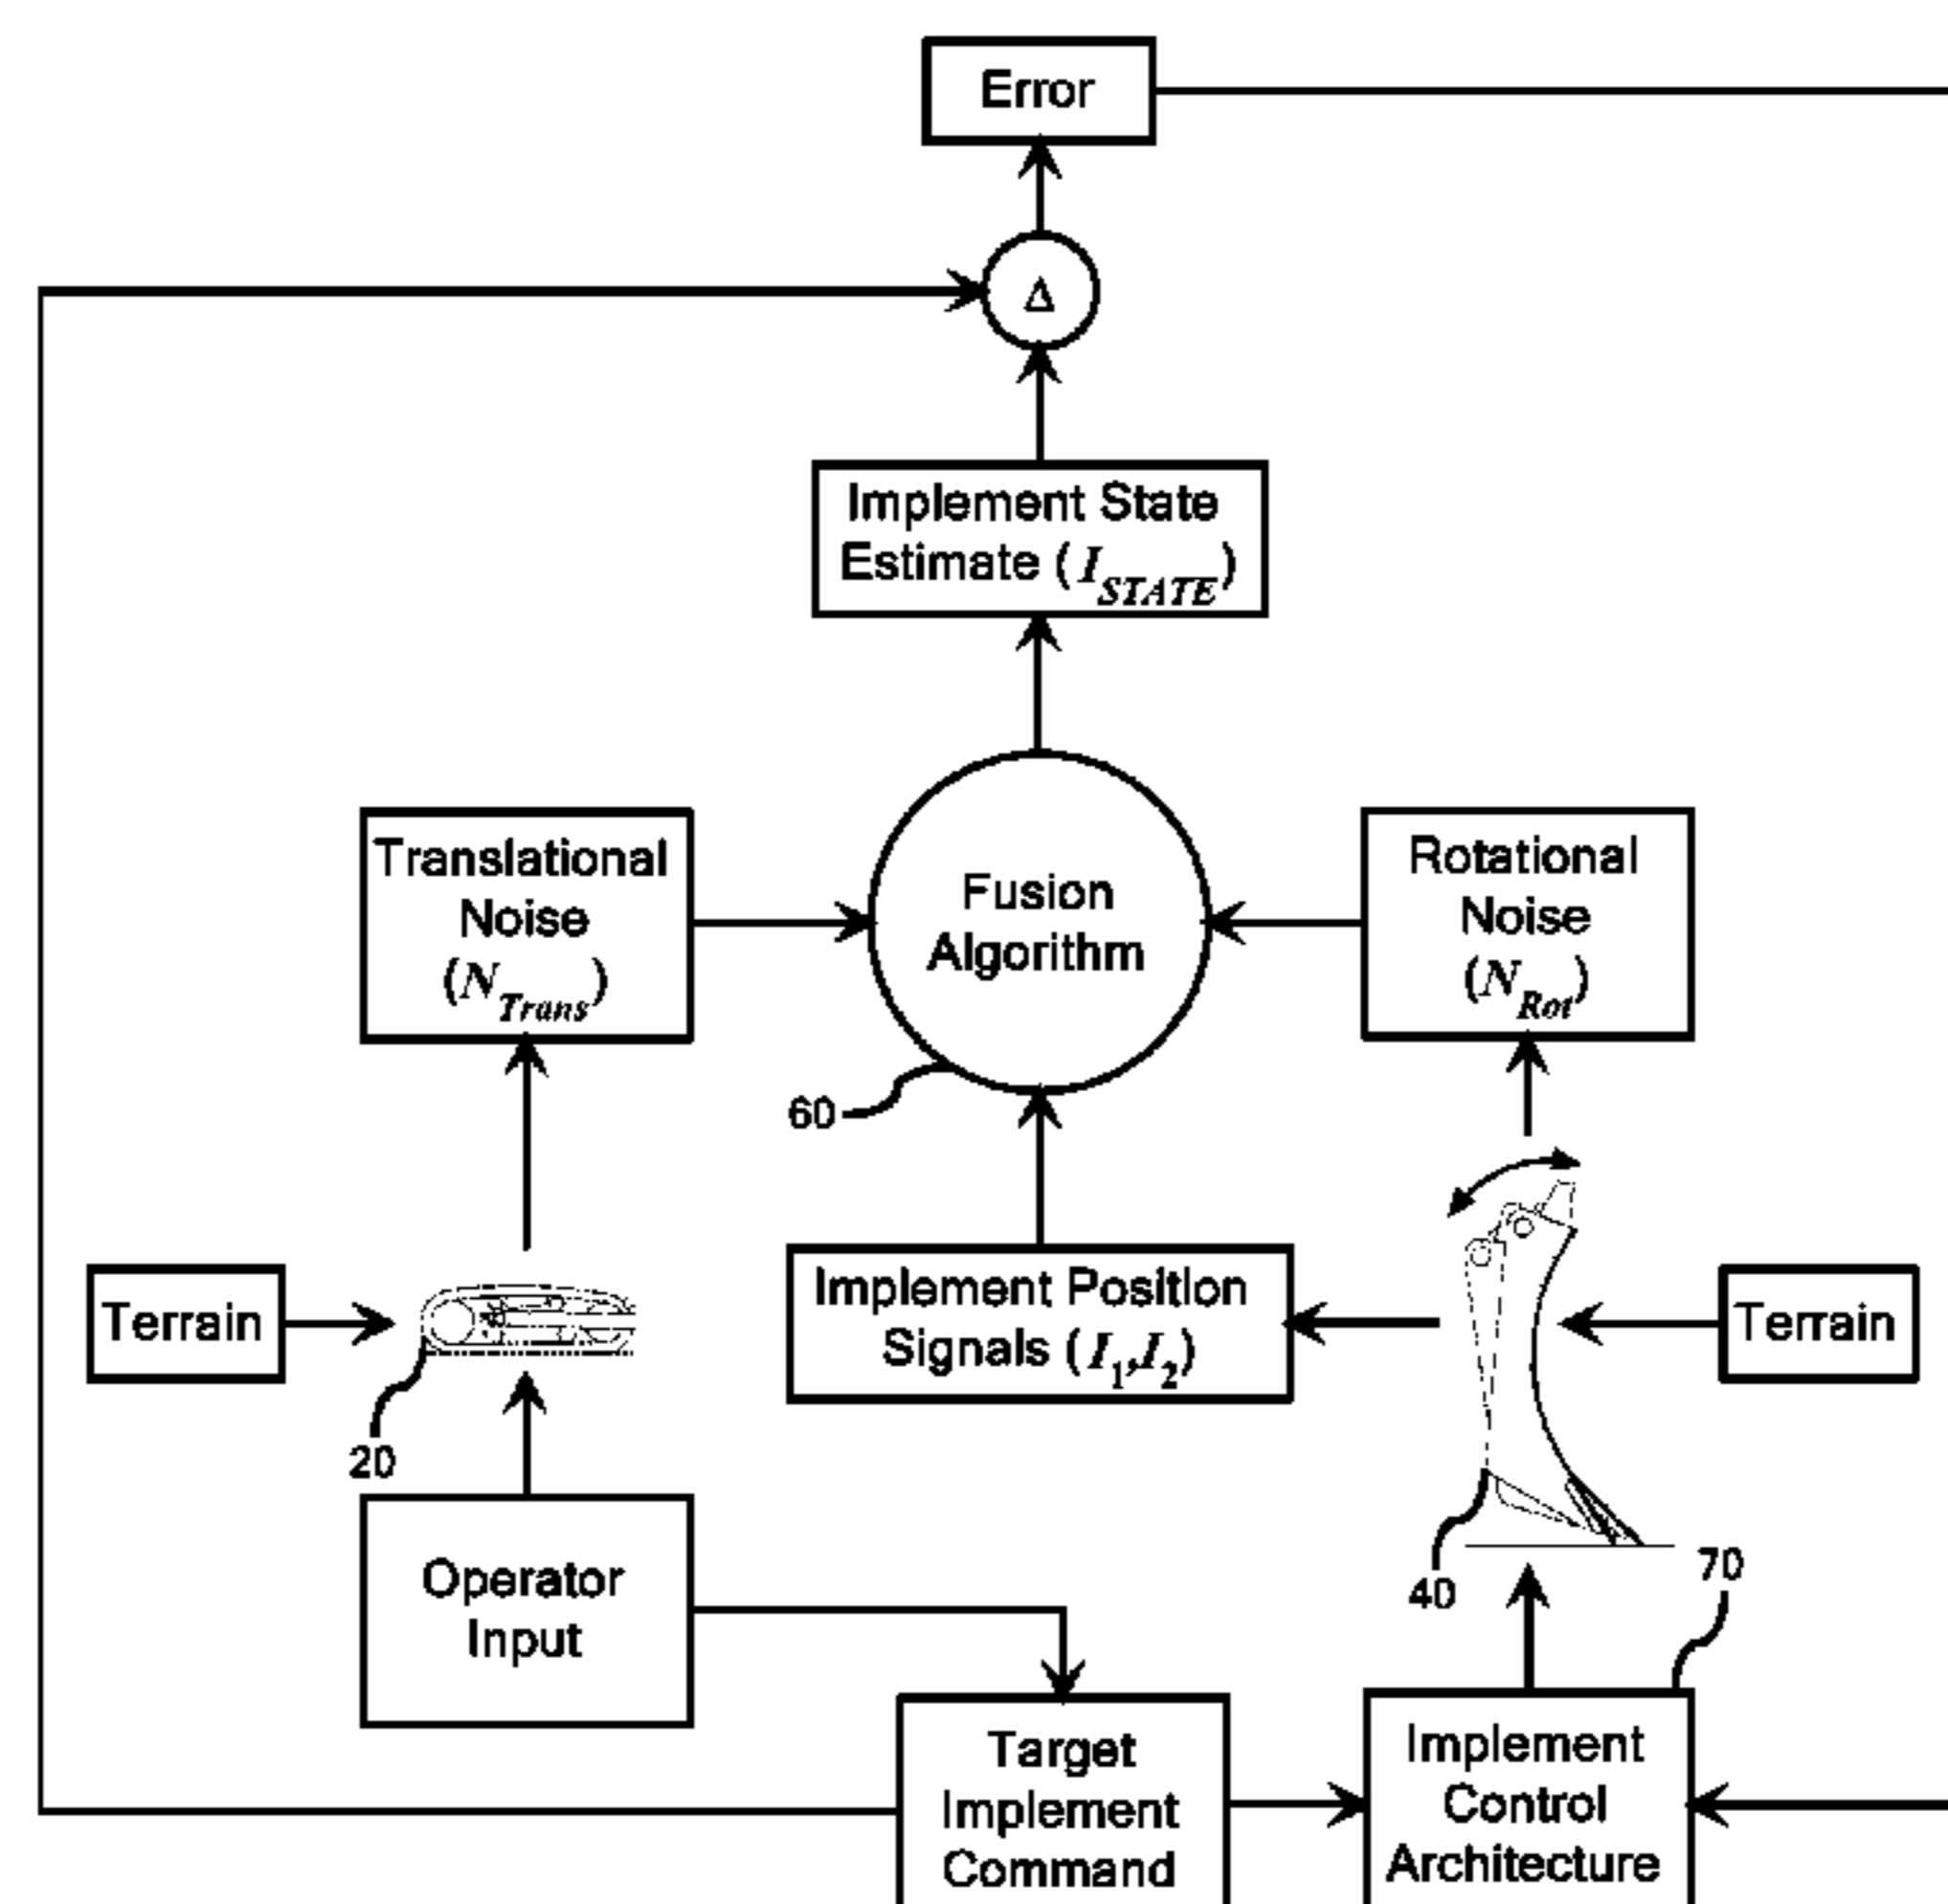 Error
Δ
Implement State
Estimate (I_STATE)
Translational
Noise
(N_Trans)
Fusion
Algorithm
Rotational
Noise
(N_Rot)
60
Terrain
Implement Position
Signals (I_1,I_2)
Terrain
20
Operator
Input
40
70
Target
Implement
Command
Implement
Control
Architecture